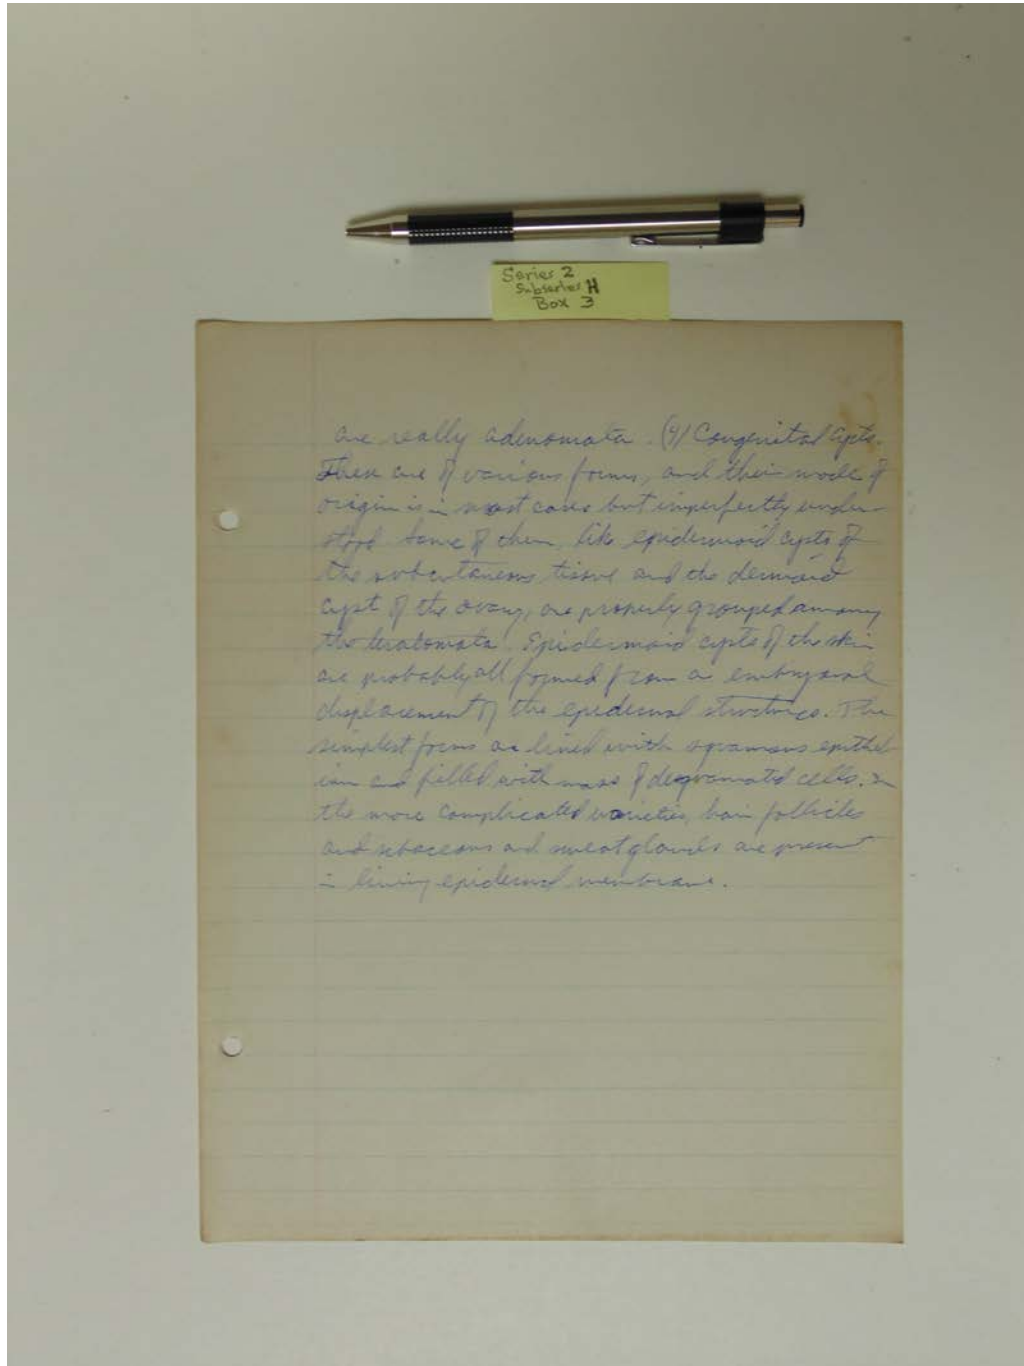 Series 2
Subseries H
Box 3
are really adenomata. (4) Congenital cysts.
These are of various forms, and their mode of
origin is in most cases but imperfectly under-
stood Some of them, like epidermoid cysts of
the subcutaneous tissue and the dermoid
cyst of the ovary, are properly grouped among
the teratomata. Epidermoid cysts of the skin
are probably all formed from an embryonal
displacement of the epidermal structures. The
simplest forms are lined with squamous epithel-
ium and filled with mass of desquamated cells. In
the more complicated varieties, hair follicles
and sebaceous and sweat glands are present
in lining epidermal membrane.